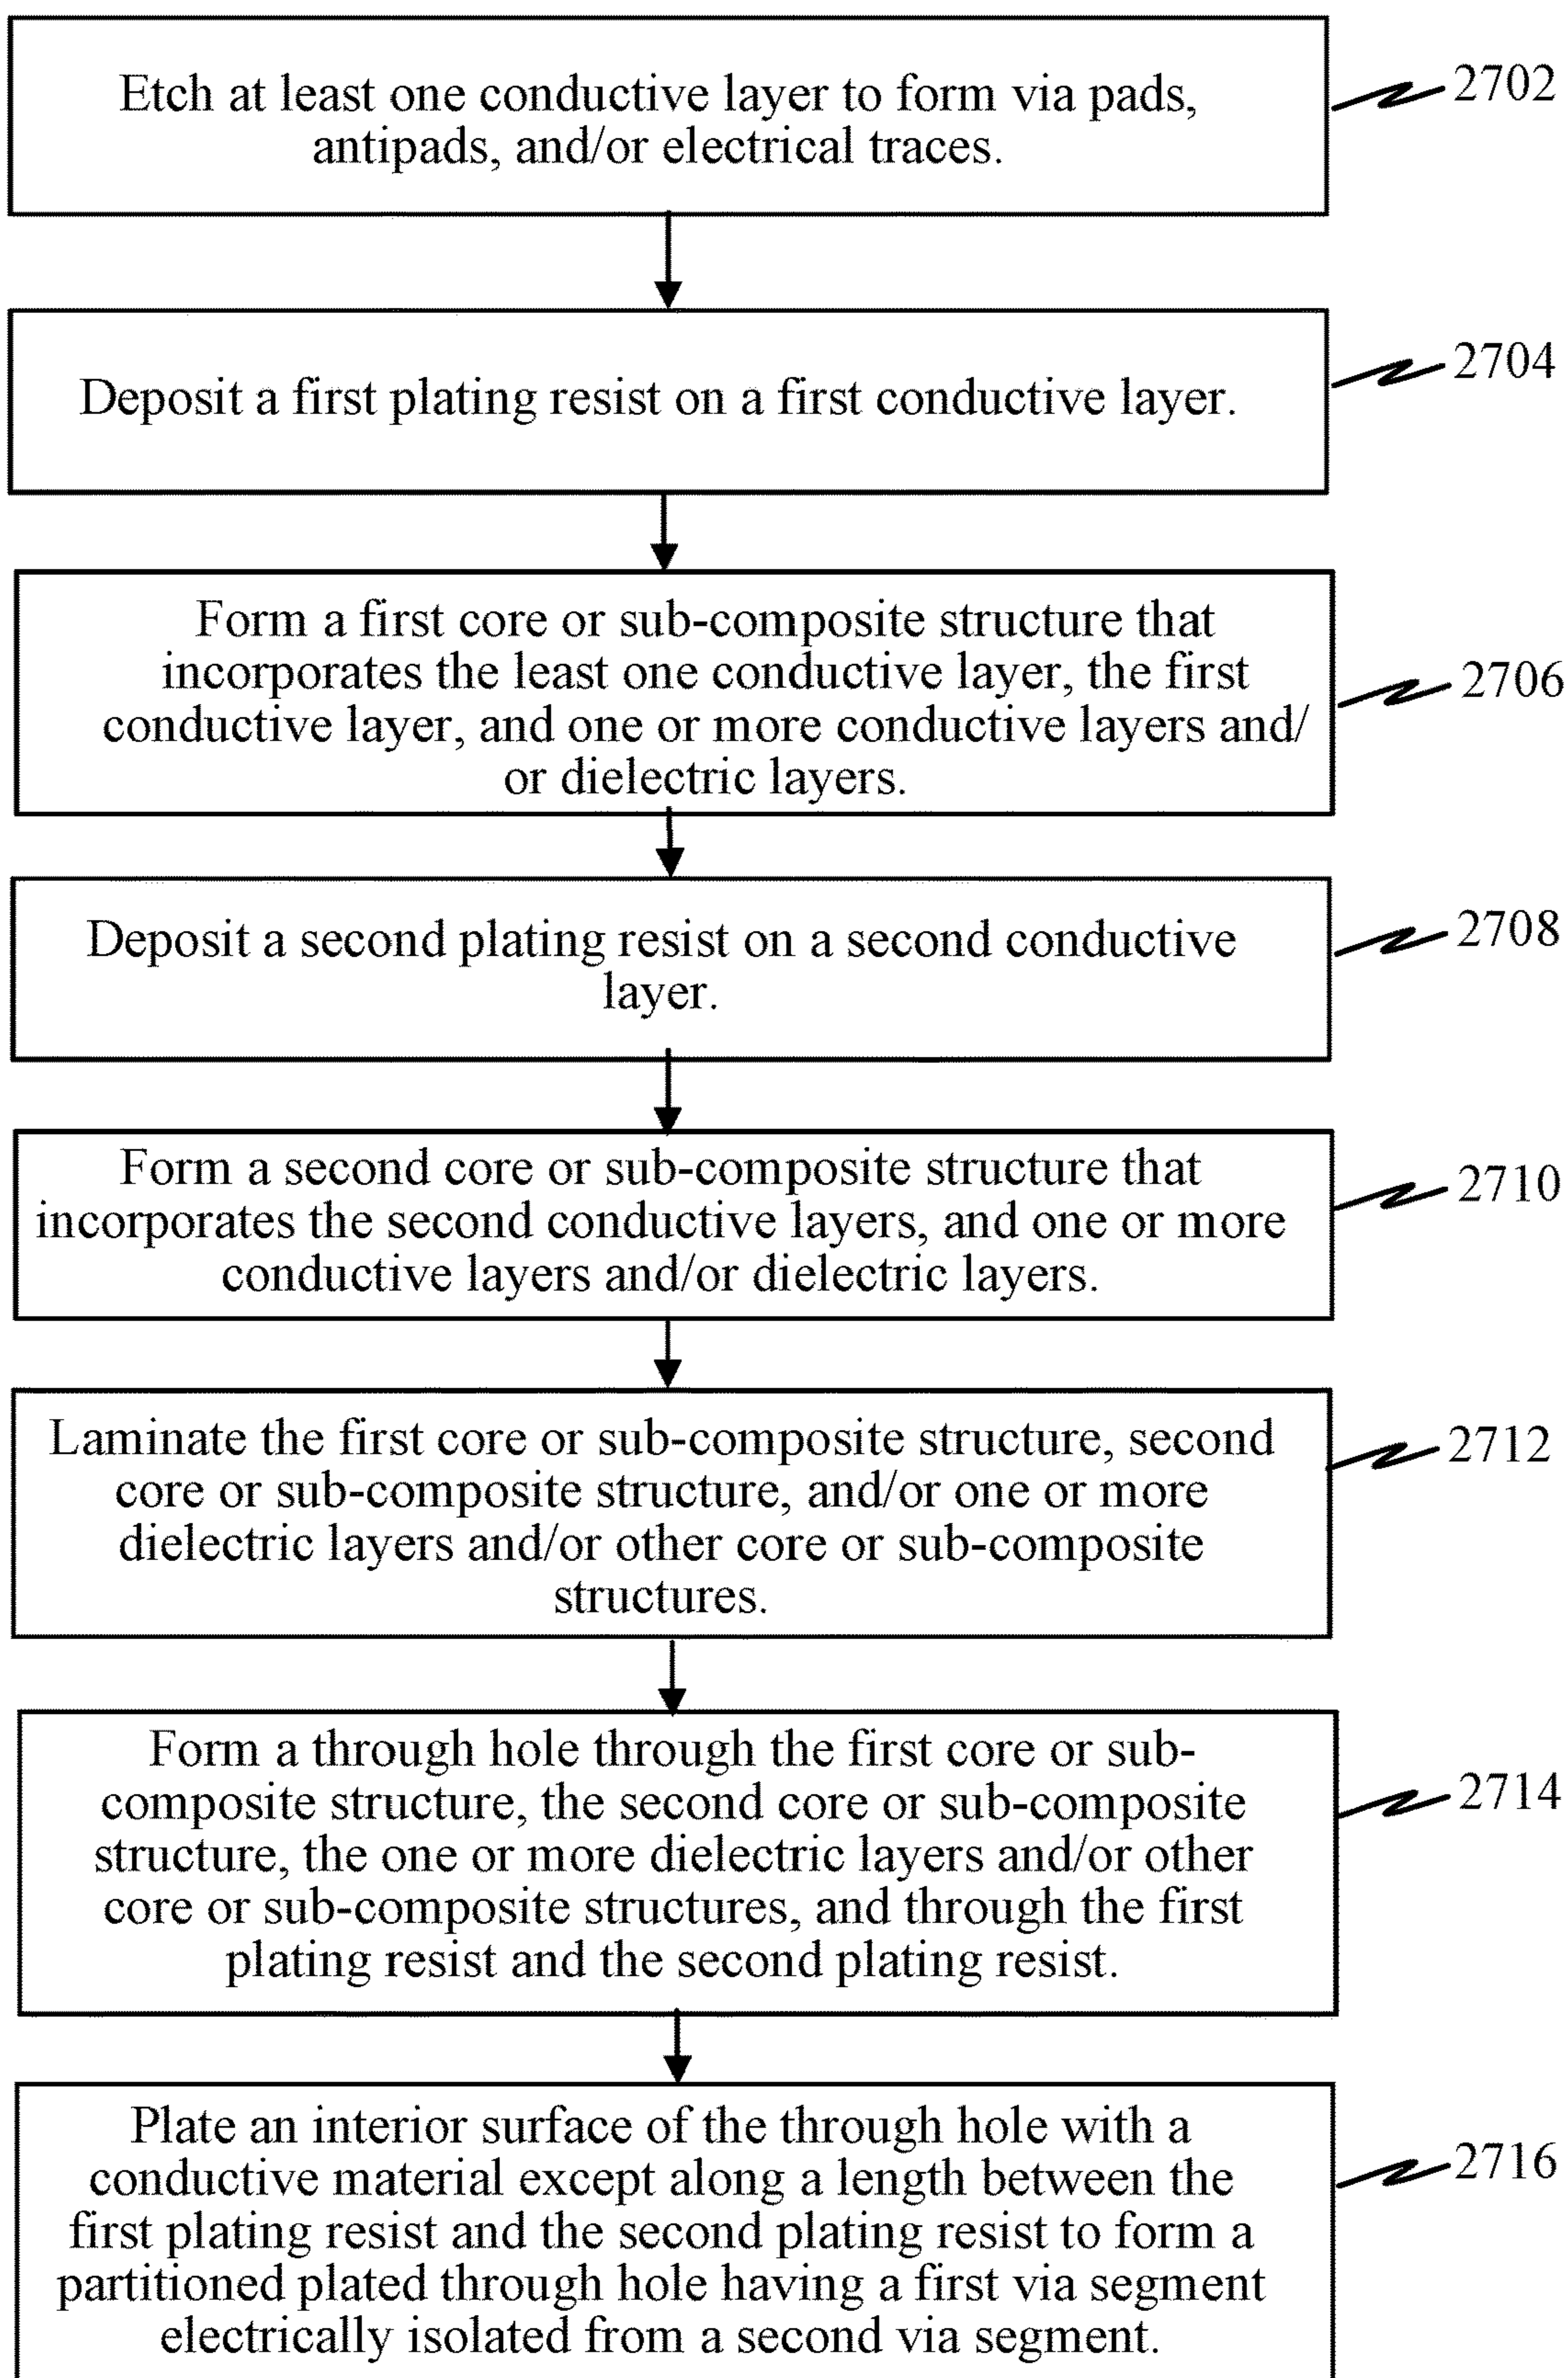 Etch at least one conductive layer to form via pads,
antipads, and/or electrical traces.
2702
Deposit a first plating resist on a first conductive layer.
2704
Form a first core or sub-composite structure that
incorporates the least one conductive layer, the first
conductive layer, and one or more conductive layers and/
or dielectric layers.
2706
Deposit a second plating resist on a second conductive
layer.
2708
Form a second core or sub-composite structure that
incorporates the second conductive layers, and one or more
conductive layers and/or dielectric layers.
2710
Laminate the first core or sub-composite structure, second
core or sub-composite structure, and/or one or more
dielectric layers and/or other core or sub-composite
structures.
2712
Form a through hole through the first core or sub-
composite structure, the second core or sub-composite
structure, the one or more dielectric layers and/or other
core or sub-composite structures, and through the first
plating resist and the second plating resist.
2714
Plate an interior surface of the through hole with a
conductive material except along a length between the
first plating resist and the second plating resist to form a
partitioned plated through hole having a first via segment
electrically isolated from a second via segment.
2716